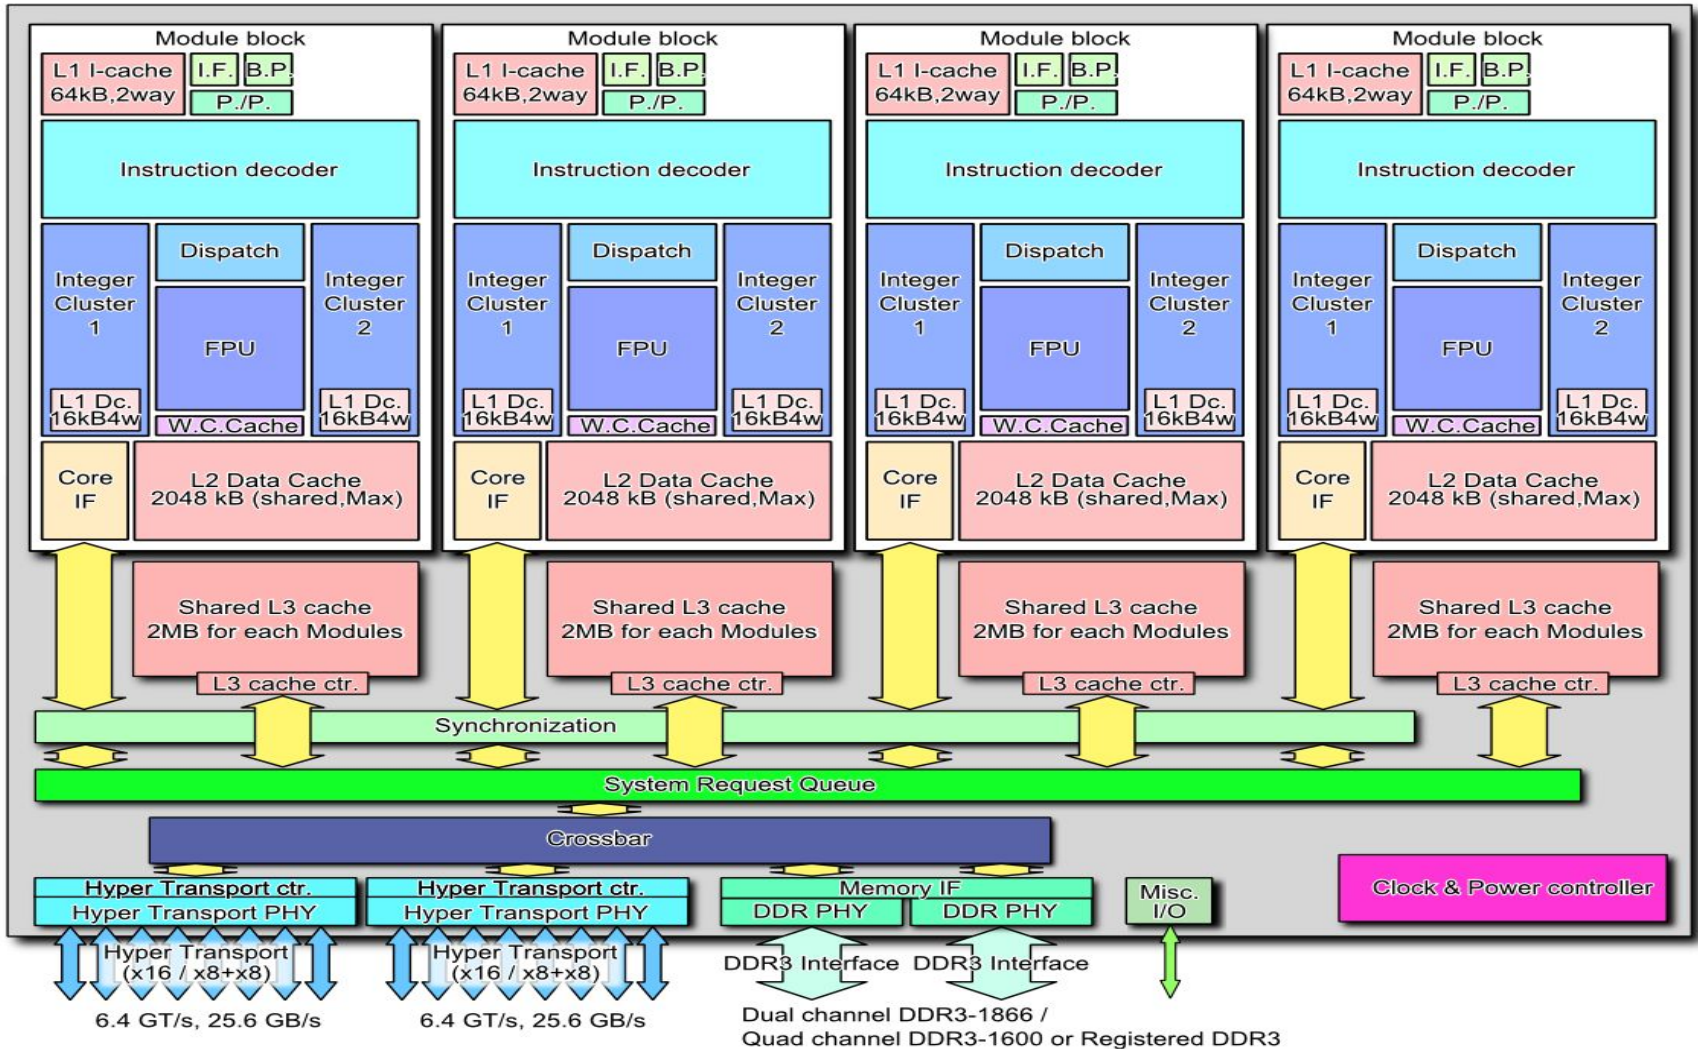 Module block
L1 I-cache
64kB,2way
I.F.
B.P.
P./P.
Instruction decoder
Integer
Cluster
1
Dispatch
FPU
Integer
Cluster
2
L1 Dc.
16kB4w
W.C.Cache
L1 Dc.
16kB4w
Core
IF
L2 Data Cache
2048 kB (shared,Max)
Module block
L1 I-cache
64kB,2way
I.F.
B.P.
P./P.
Instruction decoder
Integer
Cluster
1
Dispatch
FPU
Integer
Cluster
2
L1 Dc.
16kB4w
W.C.Cache
L1 Dc.
16kB4w
Core
IF
L2 Data Cache
2048 kB (shared,Max)
Module block
L1 I-cache
64kB,2way
I.F.
B.P.
P./P.
Instruction decoder
Integer
Cluster
1
Dispatch
FPU
Integer
Cluster
2
L1 Dc.
16kB4w
W.C.Cache
L1 Dc.
16kB4w
Core
IF
L2 Data Cache
2048 kB (shared,Max)
Module block
L1 I-cache
64kB,2way
I.F.
B.P.
P./P.
Instruction decoder
Integer
Cluster
1
Dispatch
FPU
Integer
Cluster
2
L1 Dc.
16kB4w
W.C.Cache
L1 Dc.
16kB4w
Core
IF
L2 Data Cache
2048 kB (shared,Max)
Shared L3 cache
2MB for each Modules
L3 cache ctr.
Shared L3 cache
2MB for each Modules
L3 cache ctr.
Shared L3 cache
2MB for each Modules
L3 cache ctr.
Shared L3 cache
2MB for each Modules
L3 cache ctr.
Synchronization
System Request Queue
Crossbar
Hyper Transport ctr.
Hyper Transport PHY
Hyper Transport
(x16 / x8+x8)
6.4 GT/s, 25.6 GB/s
Hyper Transport ctr.
Hyper Transport PHY
Hyper Transport
(x16 / x8+x8)
6.4 GT/s, 25.6 GB/s
Memory IF
DDR PHY
DDR PHY
DDR3 Interface
DDR3 Interface
Dual channel DDR3-1866 /
Quad channel DDR3-1600 or Registered DDR3
Misc.
I/O
Clock & Power controller